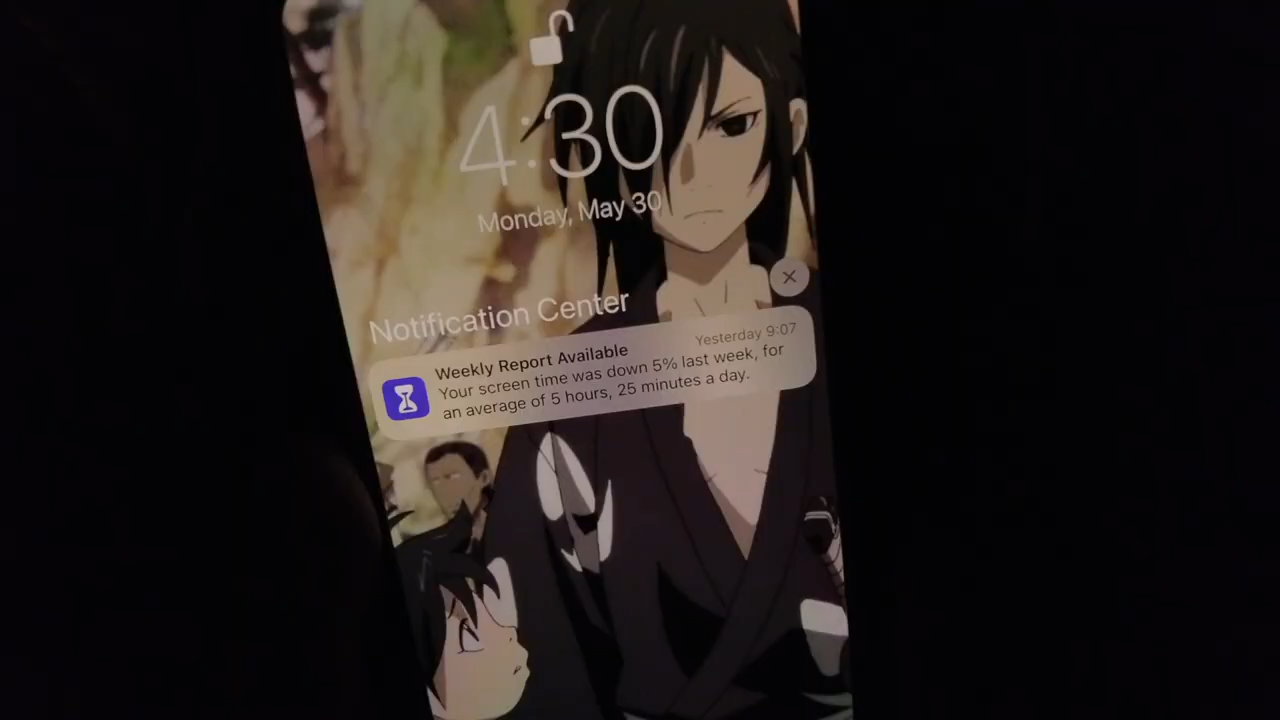 4:30
Monday, May 30
Notification Center
Weekly Report Available
Yesterday 9:07
Your screen time was down 5% last week, for
an average of 5 hours, 25 minutes a day.